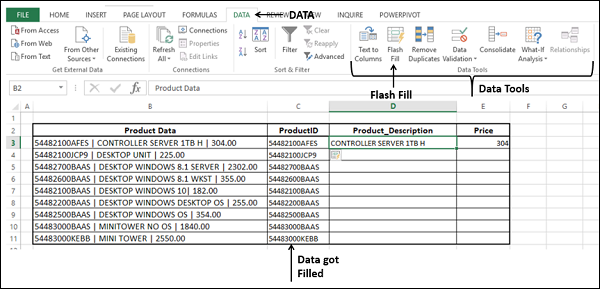 FILE HOME INSERT PAGE LAYOUT FORMULAS DATA DATA REVIEW VIEW INQUIRE POWERPIVOT
From Access
From Web
From Text
From Other Sources
Existing Connections
Get External Data
Refresh All
Connections
Properties
Edit Links
Connections
Sort
Filter
Clear
Reapply
Advanced
Sort & Filter
Text to Columns
Flash Fill
Remove Duplicates
Data Validation
Consolidate
What-If Analysis
Relationships
Data Tools
Flash Fill
Data Tools
B2 fx Product Data
A B C D E F G
1
2 Product Data ProductID Product_Description Price
3 54482100AFES | CONTROLLER SERVER 1TB H | 304.00 54482100AFES CONTROLLER SERVER 1TB H 304
4 54482100JCP9 | DESKTOP UNIT | 225.00 54482100JCP9
5 54482700BAAS | DESKTOP WINDOWS 8.1 SERVER | 2302.00 54482700BAAS
6 54482600BAAS | DESKTOP WINDOWS 8.1 WKST | 355.00 54482600BAAS
7 54482100BAAS | DESKTOP WINDOWS 10| 182.00 54482100BAAS
8 54482200BAAS | DESKTOP WINDOWS DESKTOP OS | 255.00 54482200BAAS
9 54482500BAAS | DESKTOP WINDOWS OS | 354.00 54482500BAAS
10 54483000BAAS | MINITOWER NO OS | 1840.00 54483000BAAS
11 54483000KEBB | MINI TOWER | 2550.00 54483000KEBB
Data got
Filled